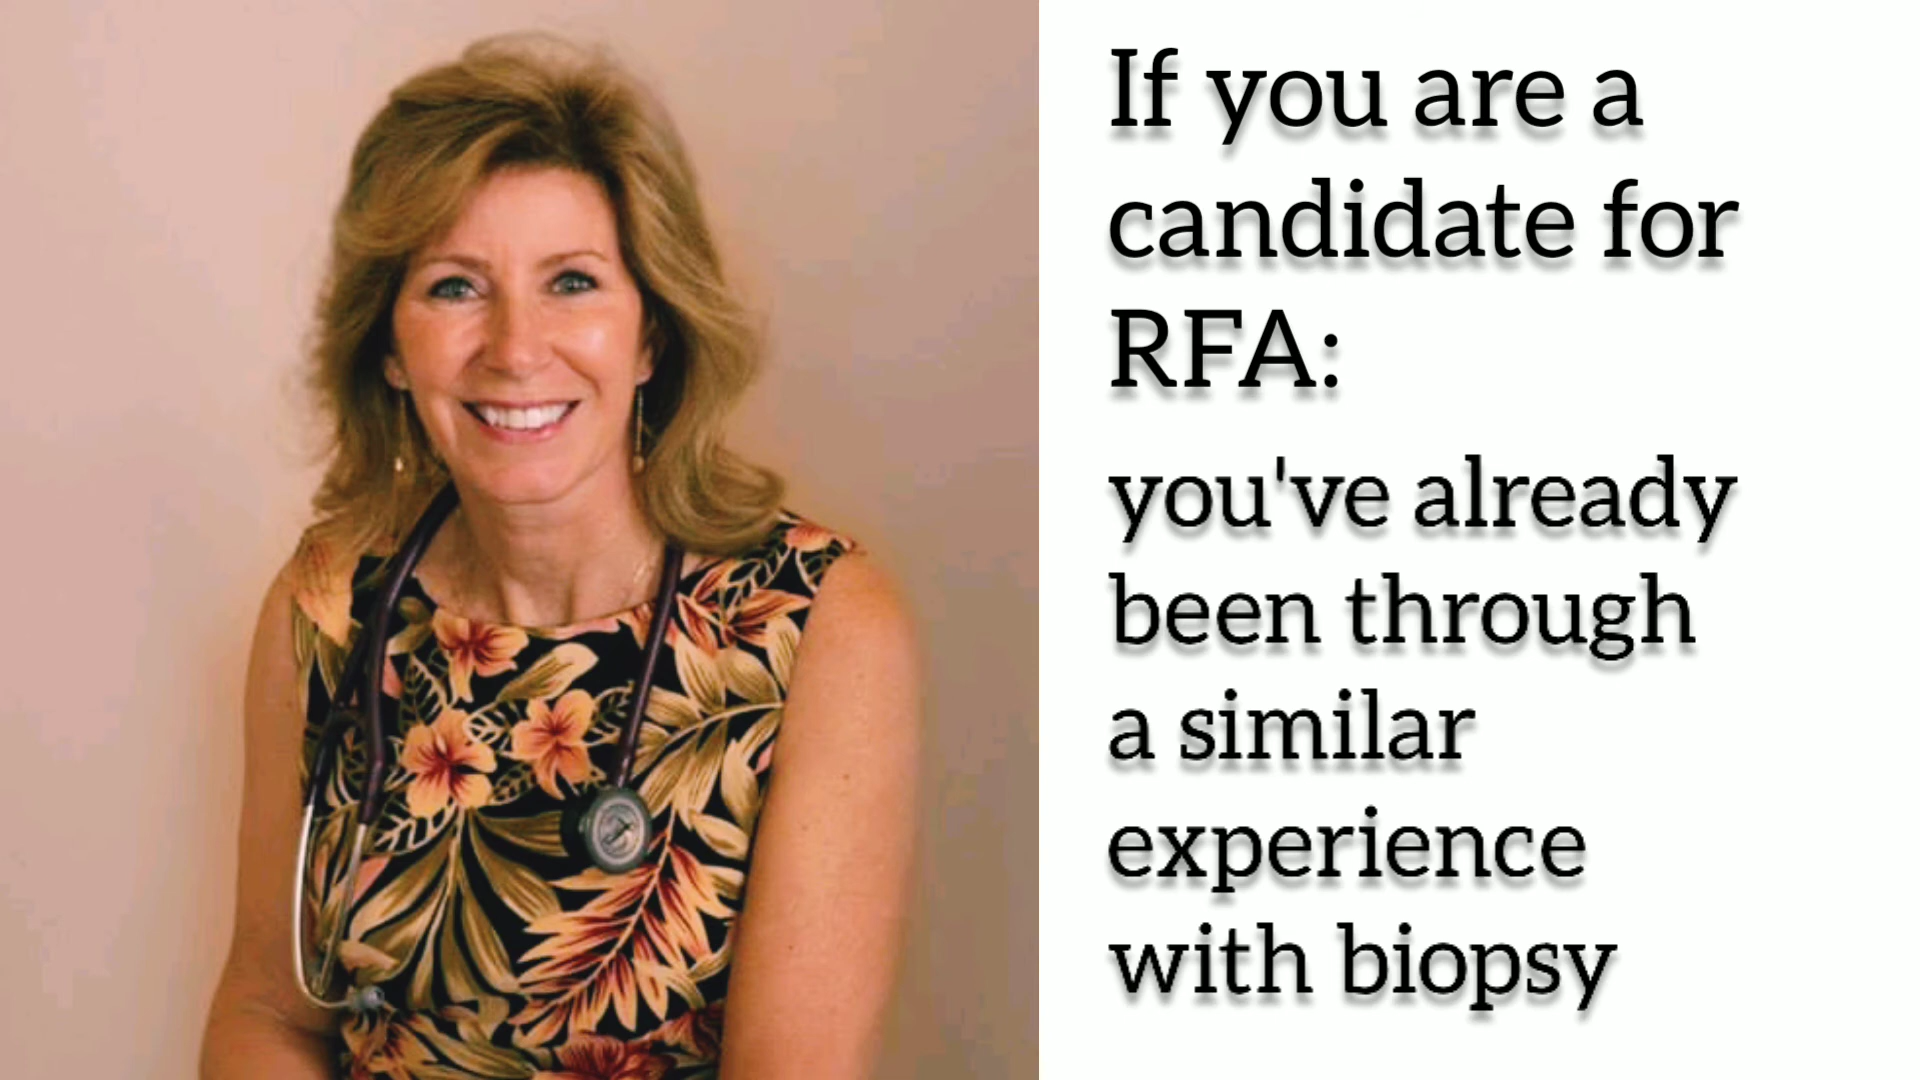 If you are a
candidate for
RFA:
you've already
been through
a similar
experience
with biopsy